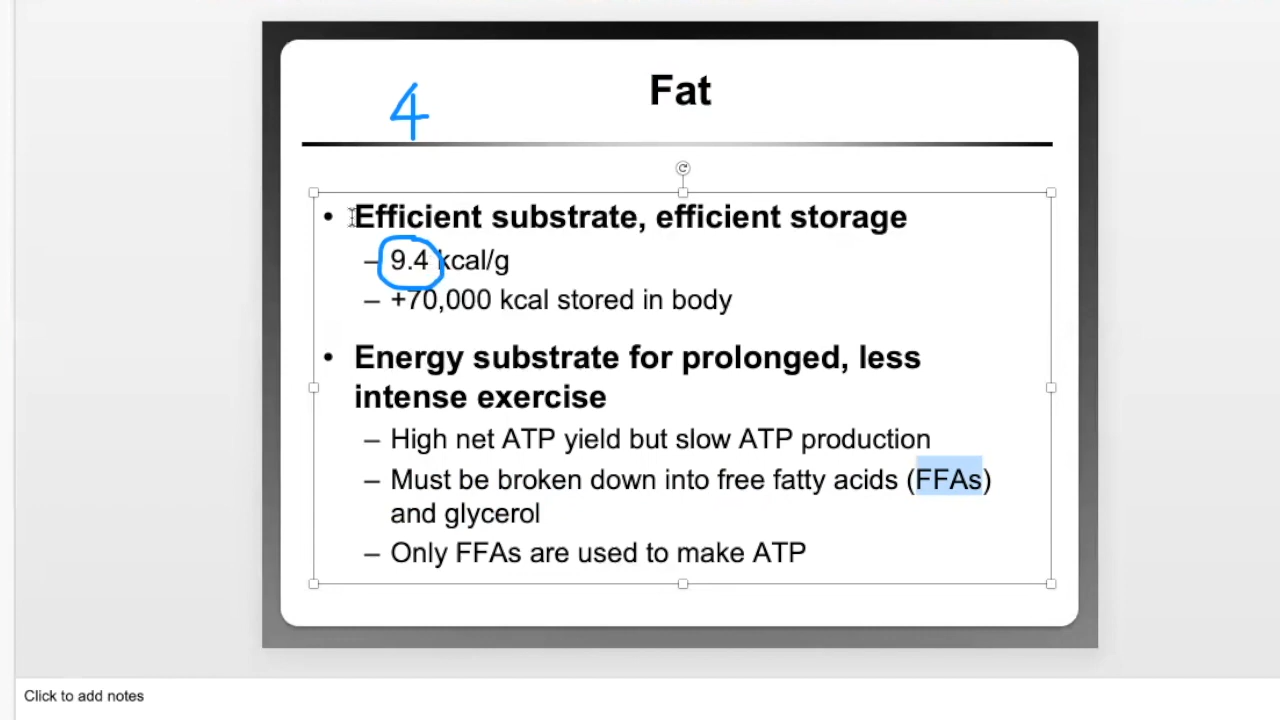 Fat
4
• Efficient substrate, efficient storage
– 9.4 kcal/g
– +70,000 kcal stored in body
• Energy substrate for prolonged, less
intense exercise
– High net ATP yield but slow ATP production
– Must be broken down into free fatty acids (FFAs)
and glycerol
– Only FFAs are used to make ATP
Click to add notes